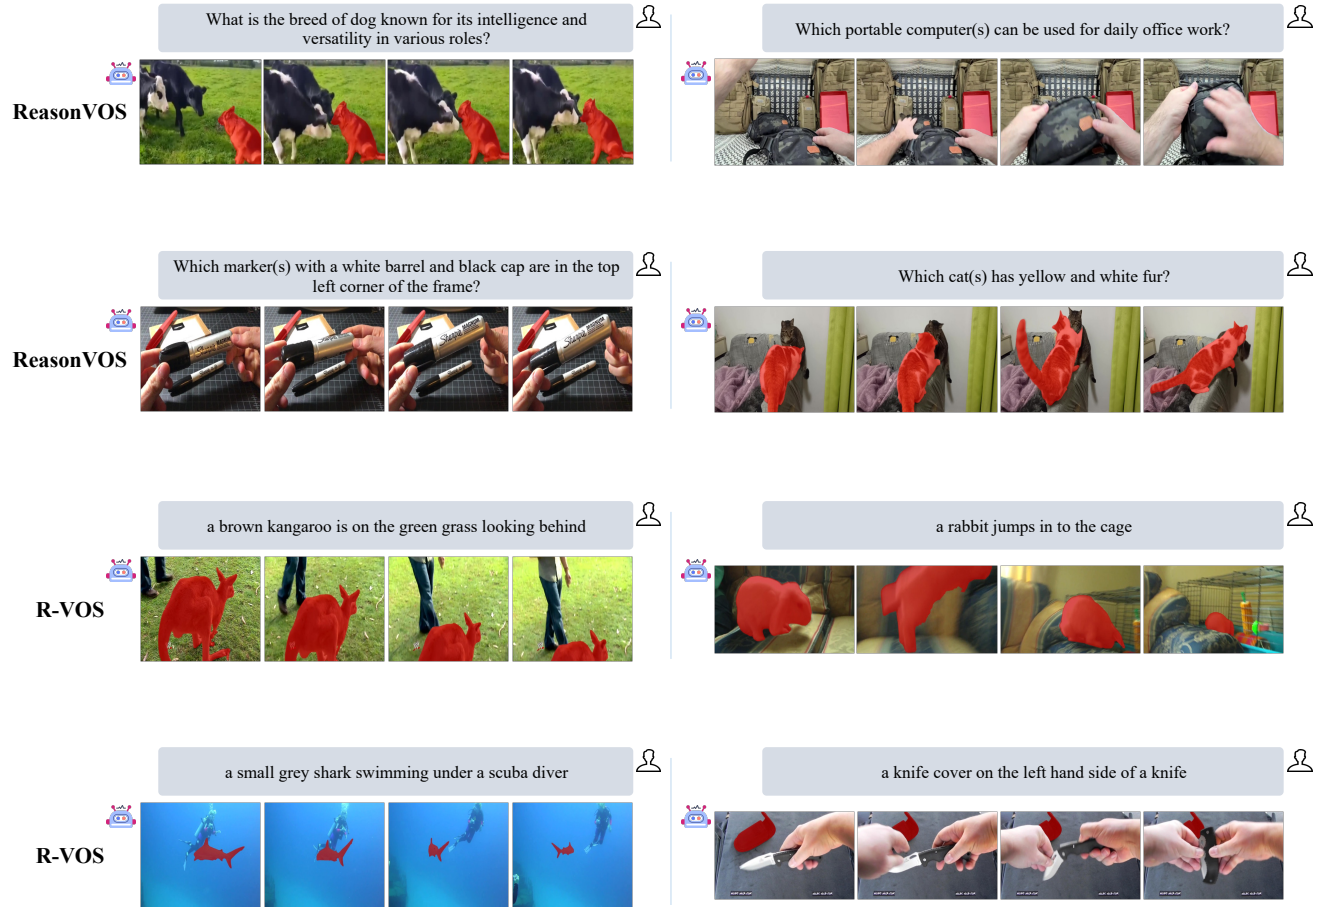 What is the breed of dog known for its intelligence and
versatility in various roles?
Which portable computer(s) can be used for daily office work?
ReasonVOS
Which marker(s) with a white barrel and black cap are in the top
left corner of the frame?
Which cat(s) has yellow and white fur?
ReasonVOS
Sharpie
Sharpie
Sharpie
Sharpie
a brown kangaroo is on the green grass looking behind
a rabbit jumps in to the cage
R-VOS
a small grey shark swimming under a scuba diver
a knife cover on the left hand side of a knife
R-VOS